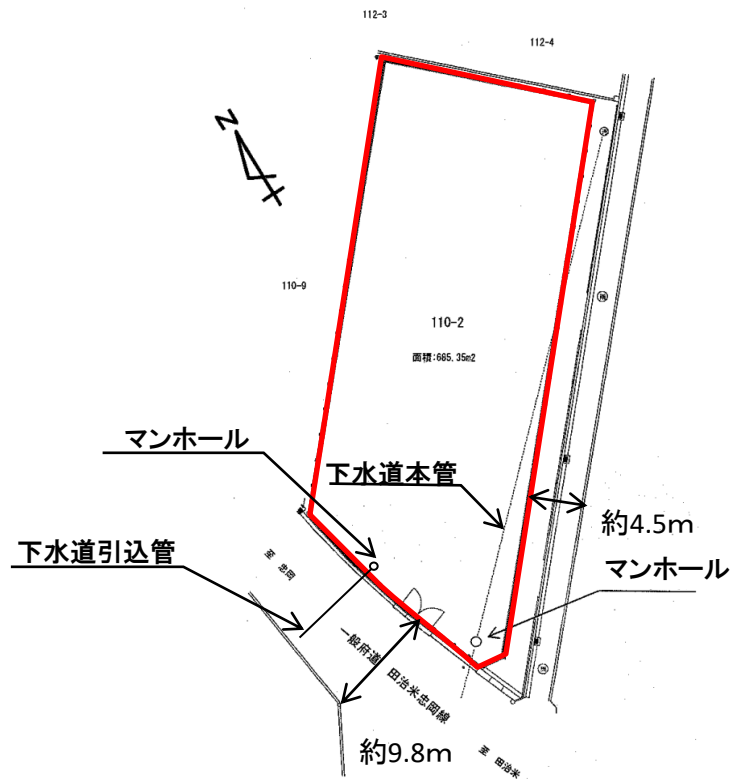 112-3
112-4
Z
110-9
110-2
面積:685.35m2
マンホール
下水道本管
約4.5m
下水道引込管
至 忠岡
マンホール
一般府道 田治米忠岡線
約9.8m
至 田治米